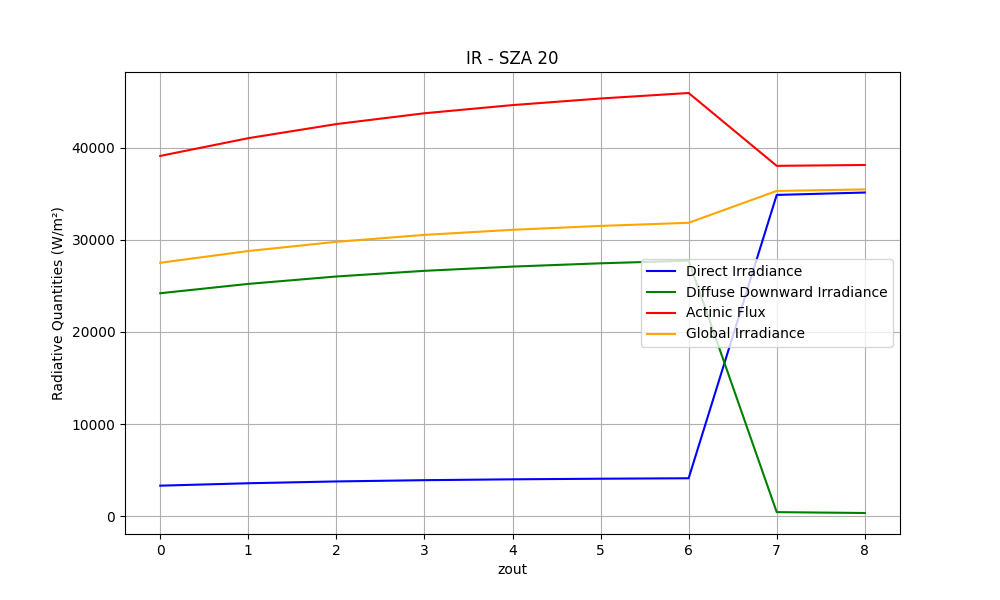 IR - SZA 20
Radiative Quantities (W/m²)
40000
30000
20000
10000
0
Direct Irradiance
Diffuse Downward Irradiance
Actinic Flux
Global Irradiance
0 1 2 3 4 5 6 7 8
zout